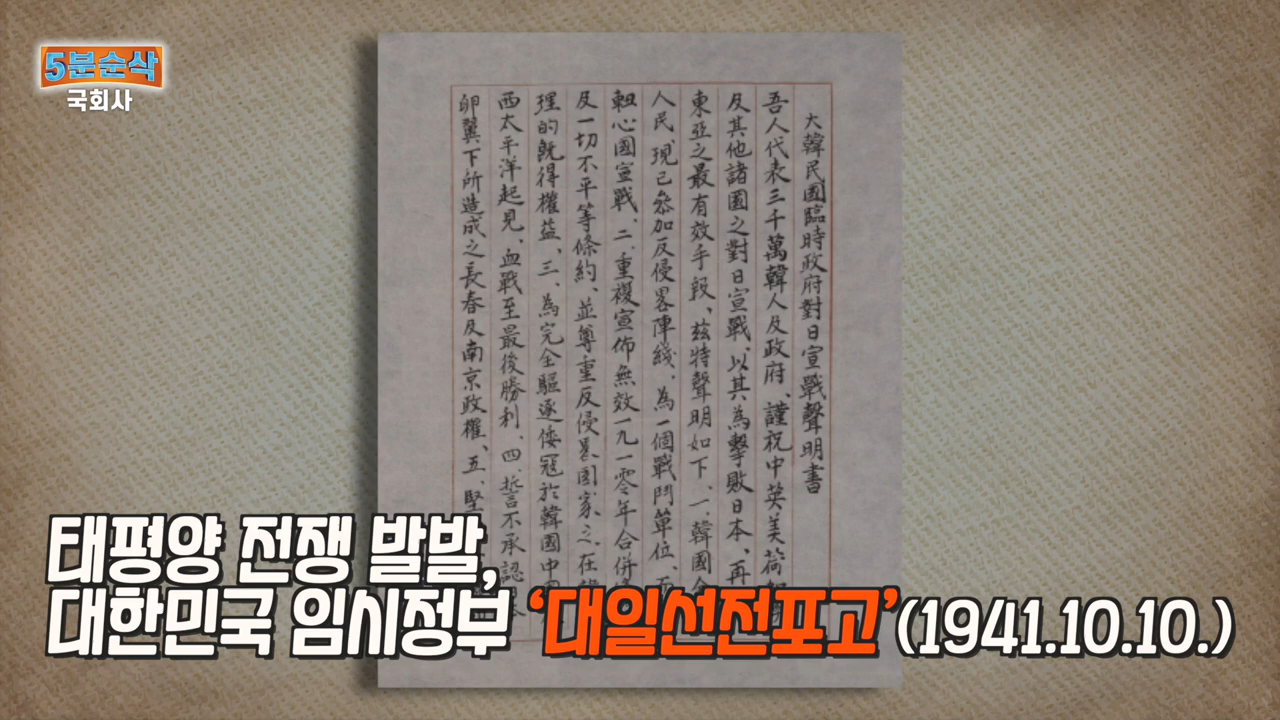 5분순삭
국회사
大韓民國臨時政府對日宣戰聲明書
吾人代表三千萬韓人及政府、謹祝中英美荷
及其他諸國之對日宣戰、以其為擊敗日本、再
東亞之最有效手段、茲特聲明如下、一、韓國全
人民、現已參加反侵畧陣綫、為一個戰鬥單位、
軸心國宣戰、二、重複宣佈無效一九一零年合併
及一切不平等條約、並尊重反侵畧國家之在
理的既得權益、三、為完全驅逐倭寇於韓國中
西太平洋起見、血戰至最後勝利、四、誓不承認
卵翼下所造成之長春及南京政權、五、堅
태평양 전쟁 발발,
대한민국 임시정부 ‘대일선전포고’(1941.10.10.)